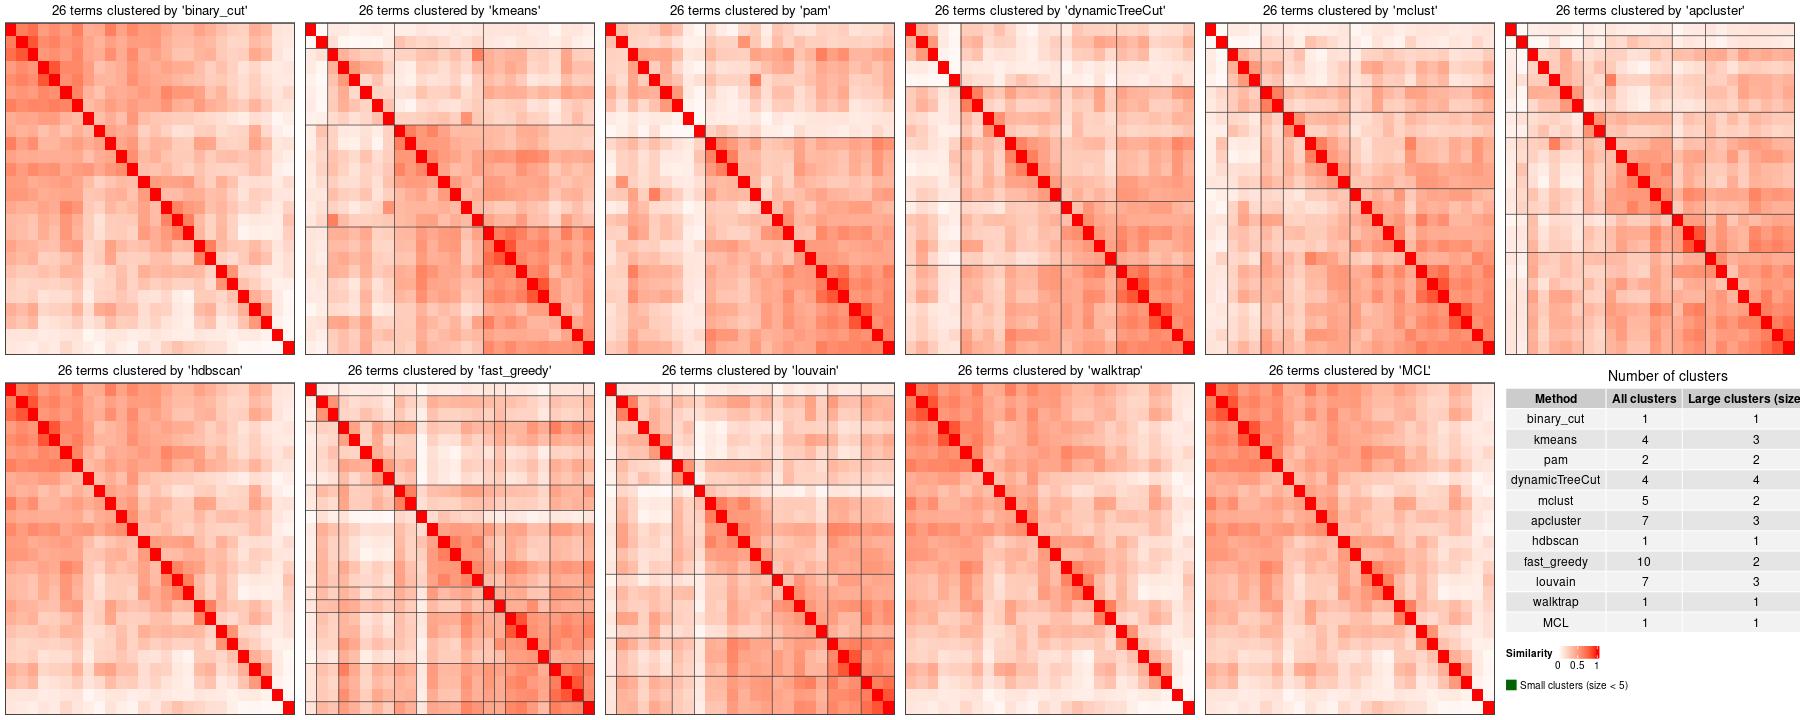 26 terms clustered by 'binary_cut'
26 terms clustered by 'kmeans'
26 terms clustered by 'pam'
26 terms clustered by 'dynamicTreeCut'
26 terms clustered by 'mclust'
26 terms clustered by 'apcluster'
26 terms clustered by 'hdbscan'
26 terms clustered by 'fast_greedy'
26 terms clustered by 'louvain'
26 terms clustered by 'walktrap'
26 terms clustered by 'MCL'
Number of clusters
Method All clusters Large clusters (size
binary_cut 1 1
kmeans 4 3
pam 2 2
dynamicTreeCut 4 4
mclust 5 2
apcluster 7 3
hdbscan 1 1
fast_greedy 10 2
louvain 7 3
walktrap 1 1
MCL 1 1
Similarity
0 0.5 1
Small clusters (size < 5)